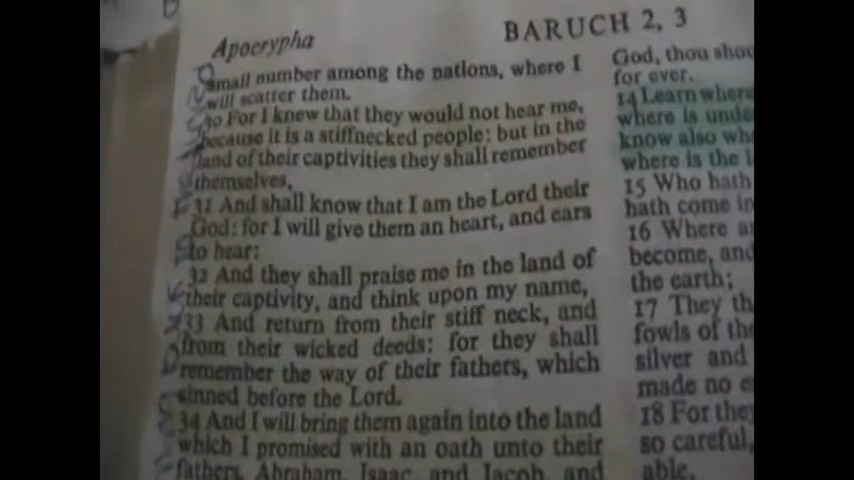 Apocrypha
BARUCH 2, 3
small number among the nations, where I
will scatter them.
30 For I knew that they would not hear me,
because it is a stiffnecked people: but in the
land of their captivities they shall remember
themselves,
31 And shall know that I am the Lord their
God: for I will give them an heart, and ears
to hear:
32 And they shall praise me in the land of
their captivity, and think upon my name,
33 And return from their stiff neck, and
from their wicked deeds: for they shall
remember the way of their fathers, which
sinned before the Lord.
34 And I will bring them again into the land
which I promised with an oath unto their
fathers, Abraham, Isaac, and Jacob, and
God, thou
for ever.
14 Learn where
where is
know also
where is the
15 Who hath
hath come in
16 Where
become, and
the earth;
17 They
fowls of the
silver and
made no
18 For they
so careful,
able.